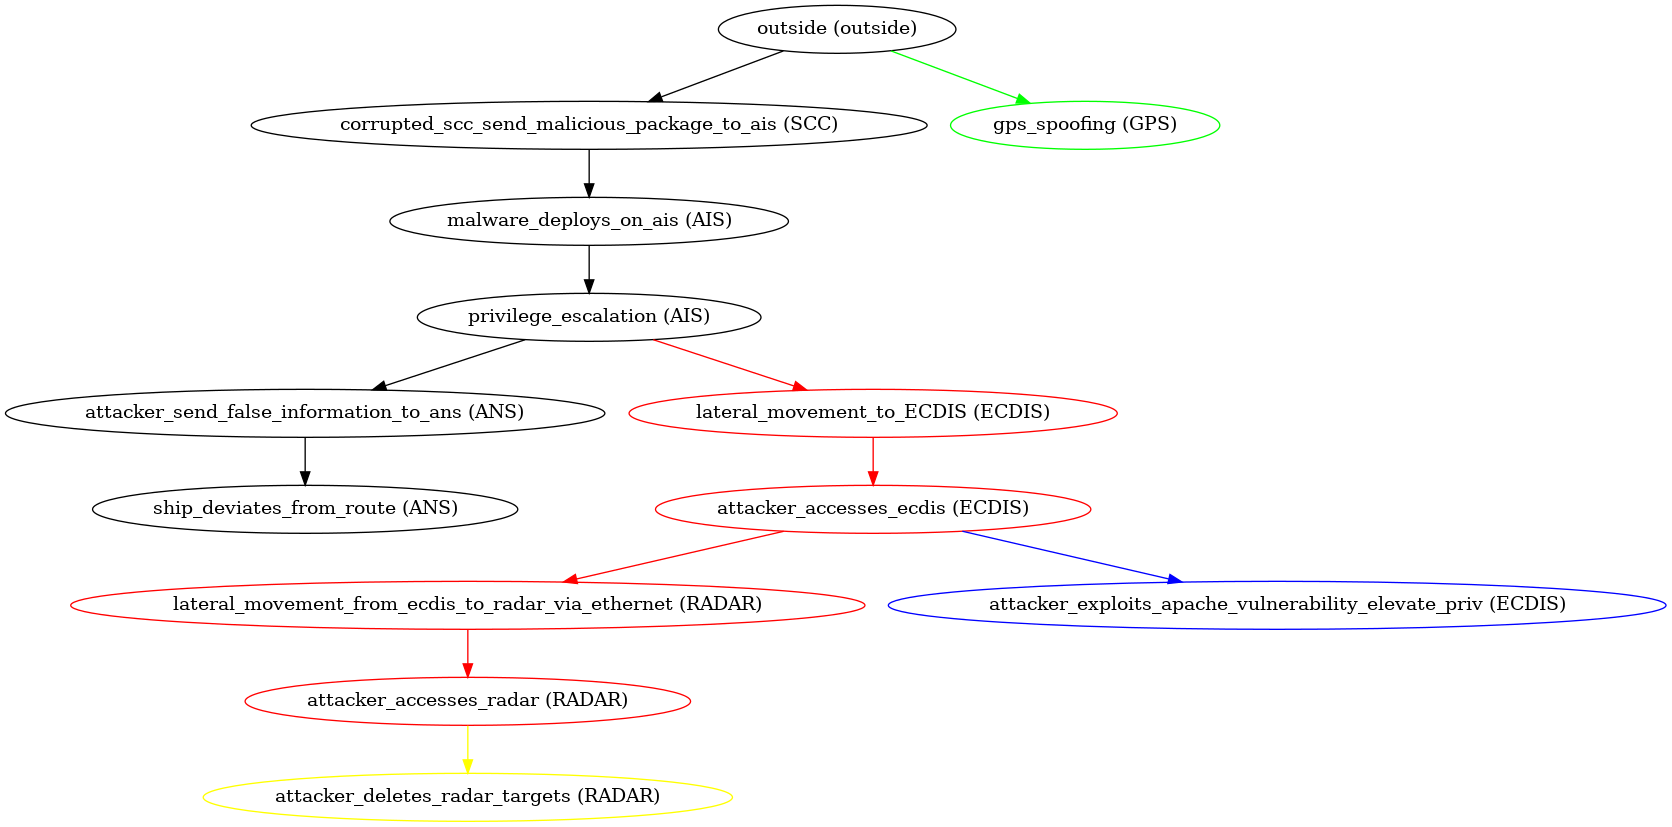 outside (outside)
corrupted_scc_send_malicious_package_to_ais (SCC)
gps_spoofing (GPS)
malware_deploys_on_ais (AIS)
privilege_escalation (AIS)
attacker_send_false_information_to_ans (ANS)
lateral_movement_to_ECDIS (ECDIS)
ship_deviates_from_route (ANS)
attacker_accesses_ecdis (ECDIS)
lateral_movement_from_ecdis_to_radar_via_ethernet (RADAR)
attacker_exploits_apache_vulnerability_elevate_priv (ECDIS)
attacker_accesses_radar (RADAR)
attacker_deletes_radar_targets (RADAR)